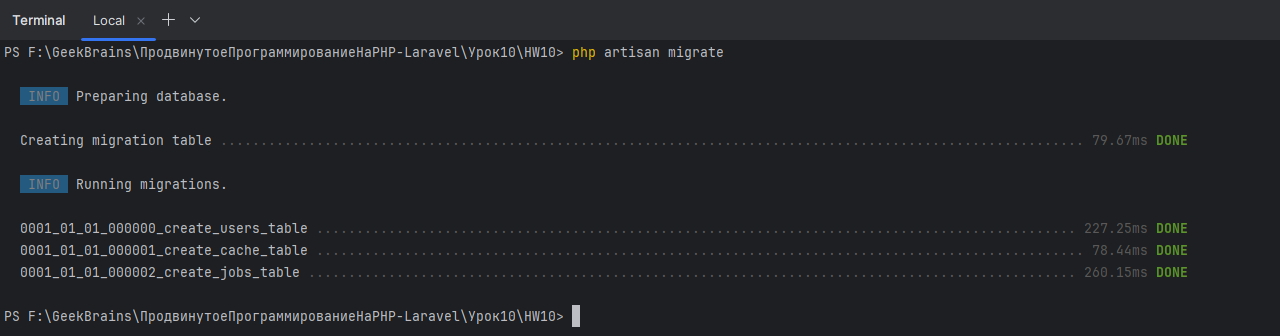 Terminal Local × +
PS F:\GeekBrains\ПродвинутоеПрограммированиеНаPHP-Laravel\Урок10\HW10> php artisan migrate
INFO Preparing database.
Creating migration table ............................................................................................................ 79.67ms DONE
INFO Running migrations.
0001_01_01_000000_create_users_table ............................................................................................... 227.25ms DONE
0001_01_01_000001_create_cache_table ................................................................................................ 78.44ms DONE
0001_01_01_000002_create_jobs_table ................................................................................................ 260.15ms DONE
PS F:\GeekBrains\ПродвинутоеПрограммированиеНаPHP-Laravel\Урок10\HW10>